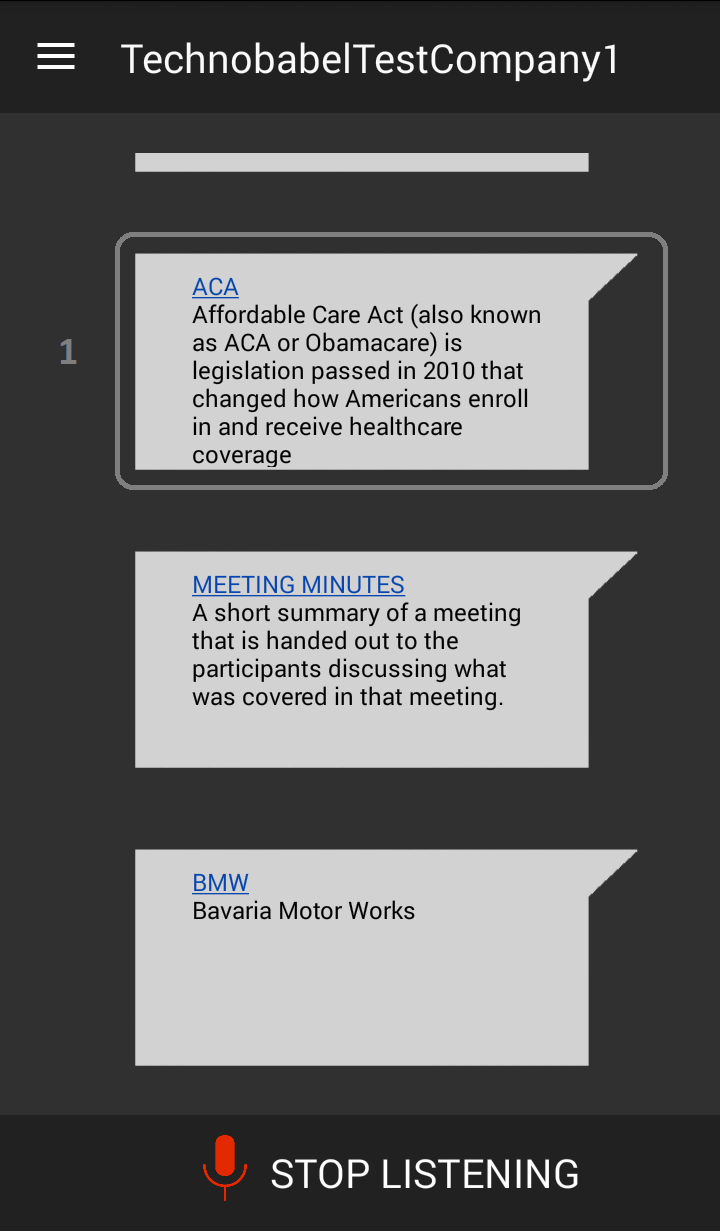 TechnobabelTestCompany1
1
ACA
Affordable Care Act (also known
as ACA or Obamacare) is
legislation passed in 2010 that
changed how Americans enroll
in and receive healthcare
coverage
MEETING MINUTES
A short summary of a meeting
that is handed out to the
participants discussing what
was covered in that meeting.
BMW
Bavaria Motor Works
STOP LISTENING